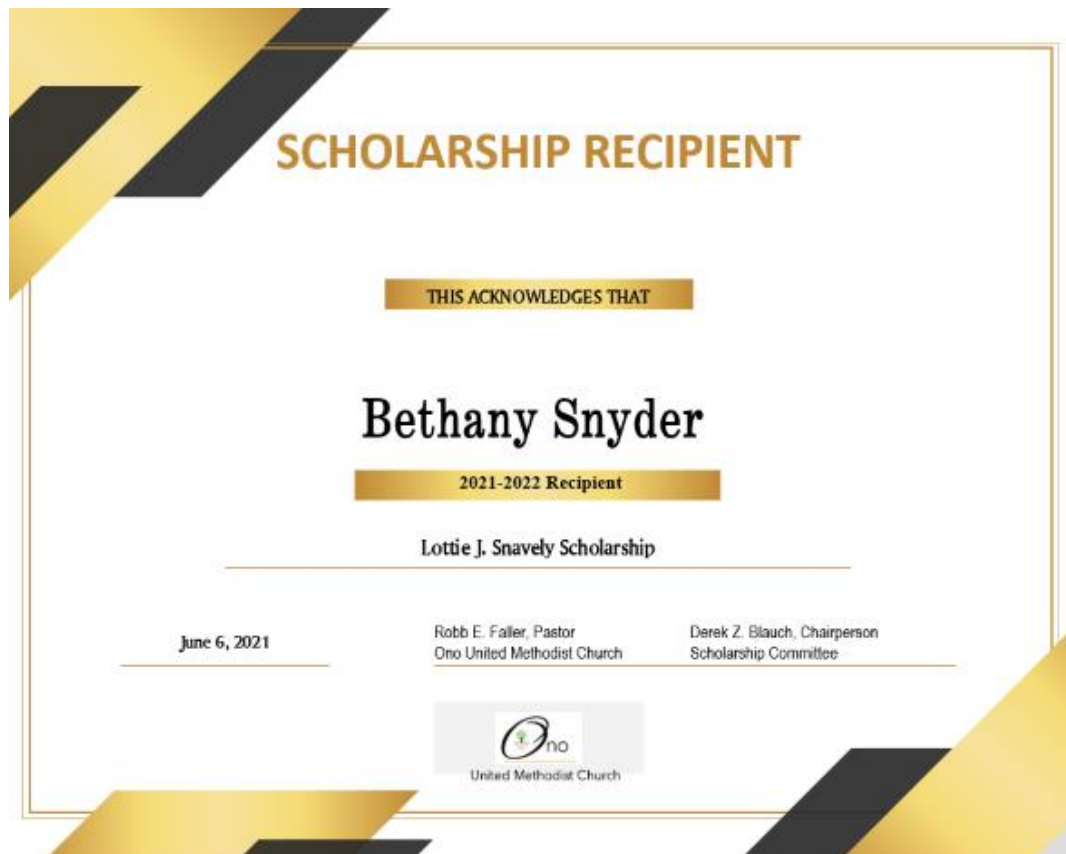 SCHOLARSHIP RECIPIENT
THIS ACKNOWLEDGES THAT
Bethany Snyder
2021-2022 Recipient
Lottie J. Snavely Scholarship
June 6, 2021
Robb E. Faller, Pastor
Ono United Methodist Church
Derek Z. Blauch, Chairperson
Scholarship Committee
Ono
United Methodist Church